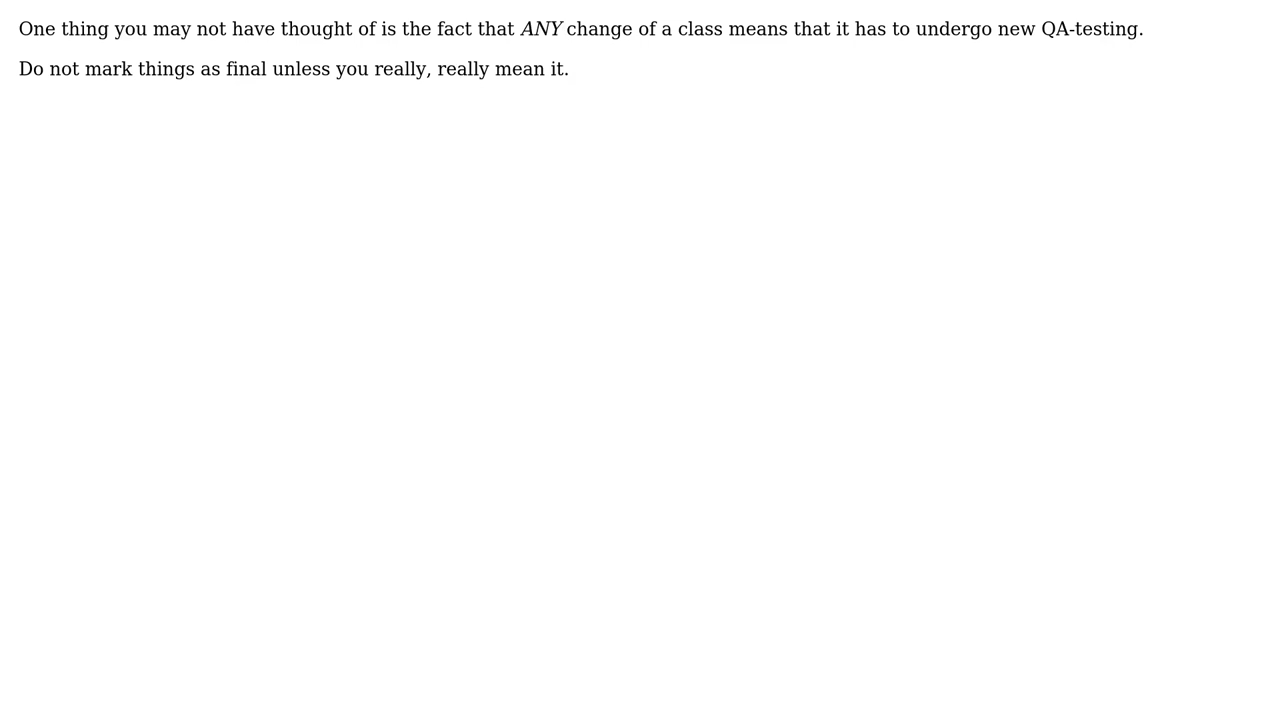 One thing you may not have thought of is the fact that ANY change of a class means that it has to undergo new QA-testing.
Do not mark things as final unless you really, really mean it.